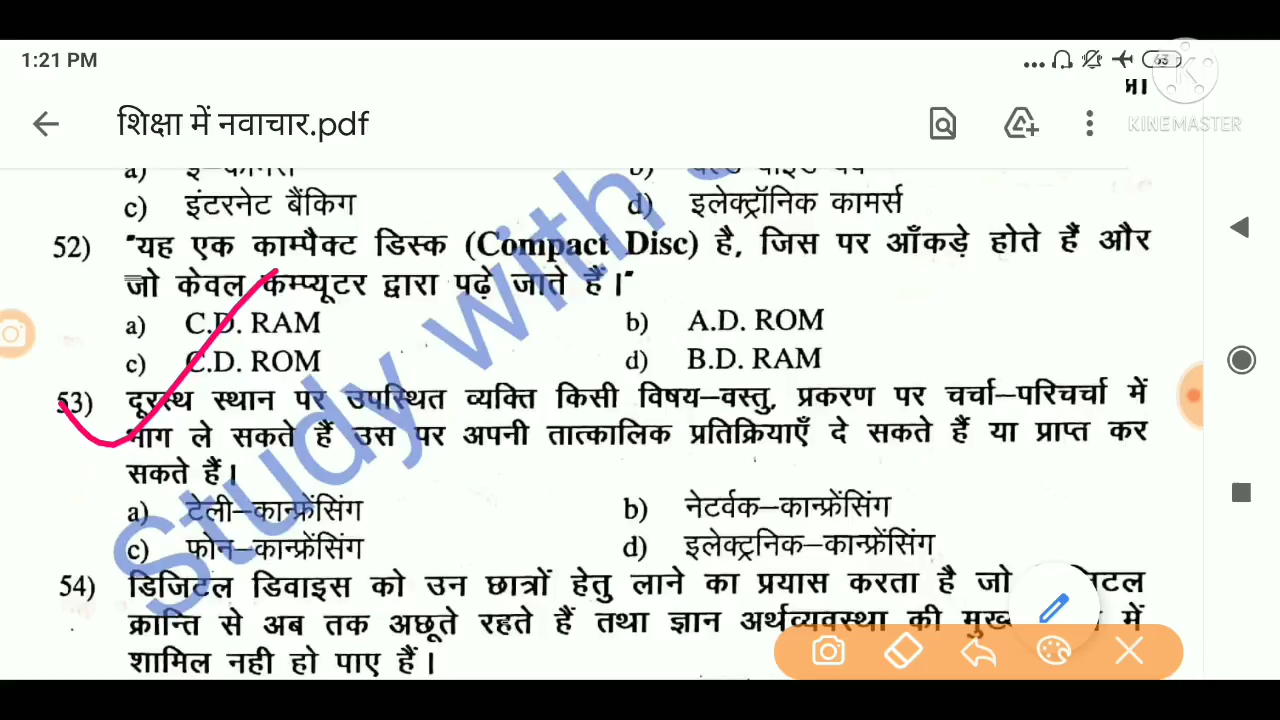 1:21 PM
63
शिक्षा में नवाचार.pdf
KINEMASTER
a)
b)
c) इंटरनेट बैंकिग d) इलेक्ट्रॉनिक कामर्स
52) "यह एक काम्पैक्ट डिस्क (Compact Disc) है, जिस पर आँकड़े होते हैं और
जो केवल कम्प्यूटर द्वारा पढ़े जाते हैं।"
a) C.D. RAM b) A.D. ROM
c) C.D. ROM d) B.D. RAM
53) दूरस्थ स्थान पर उपस्थित व्यक्ति किसी विषय–वस्तु, प्रकरण पर चर्चा–परिचर्चा में
भाग ले सकते हैं उस पर अपनी तात्कालिक प्रतिक्रियाएँ दे सकते हैं या प्राप्त कर
सकते हैं।
a) टेली–कान्फ्रेंसिंग b) नेटर्वक–कान्फ्रेंसिंग
c) फोन–कान्फ्रेंसिंग d) इलेक्ट्रनिक–कान्फ्रेंसिंग
54) डिजिटल डिवाइस को उन छात्रों हेतु लाने का प्रयास करता है जो
क्रान्ति से अब तक अछूते रहते हैं तथा ज्ञान अर्थव्यवस्था की में
शामिल नही हो पाए हैं।
Study with